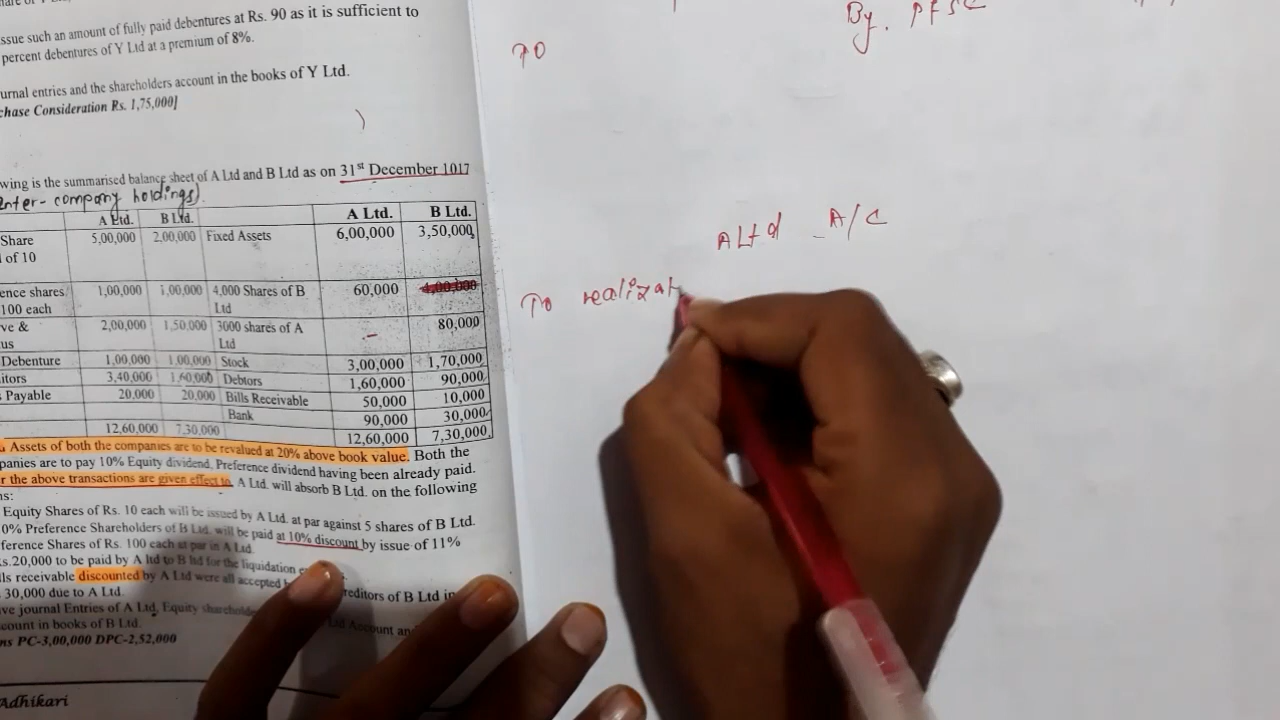 ssue such an amount of fully paid debentures at Rs. 90 as it is sufficient to
percent debentures of Y Ltd at a premium of 8%.
urnal entries and the shareholders account in the books of Y Ltd.
chase Consideration Rs. 1,75,000]
wing is the summarised balance sheet of A Ltd and B Ltd as on 31st December 1017
enter-company holdings)
A Ltd. B Ltd. A Ltd. B Ltd.
Share 5,00,000 2,00,000 Fixed Assets 6,00,000 3,50,000
of 10
ence shares 1,00,000 1,00,000 4,000 Shares of B 60,000
100 each Ltd
ve & 2,00,000 1,50,000 3000 shares of A 80,000
us Ltd
Debenture 1,00,000 1,00,000 Stock 3,00,000 1,70,000
itors 3,40,000 1,60,000 Debtors 1,60,000 90,000
Payable 20,000 20,000 Bills Receivable 50,000 10,000
Bank 90,000 30,000
12,60,000 7,30,000 12,60,000 7,30,000
Assets of both the companies are to be revalued at 20% above book value. Both the
panies are to pay 10% Equity dividend, Preference dividend having been already paid.
r the above transactions are given effect to, A Ltd. will absorb B Ltd. on the following
ns:
Equity Shares of Rs. 10 each will be issued by A Ltd. at par against 5 shares of B Ltd.
0% Preference Shareholders of B Ltd. will be paid at 10% discount by issue of 11%
ference Shares of Rs. 100 each at par in A Ltd.
s.20,000 to be paid by A ltd to B ltd for the liquidation
lls receivable discounted by A Ltd were all accepted
reditors of B Ltd in
30,000 due to A Ltd.
ve journal Entries of A Ltd, Equity
Account an
count in books of B Ltd.
ns PC-3,00,000 DPC-2,52,000
Adhikari
By. PFSC
To
A Ltd A/C
To realizat